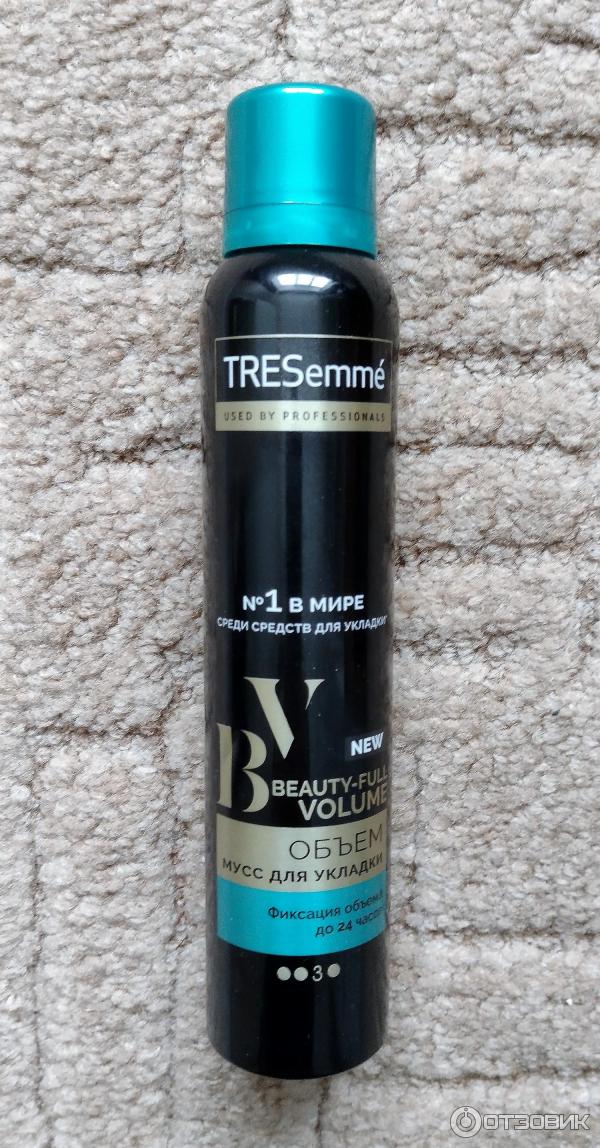 TRESemmé
USED BY PROFESSIONALS
№1 В МИРЕ
СРЕДИ СРЕДСТВ ДЛЯ УКЛАДКИ*
BV
NEW
BEAUTY-FULL
VOLUME
ОБЪЕМ
МУСС ДЛЯ УКЛАДКИ
Фиксация объема
до 24 часов
3
ОТЗОВИК